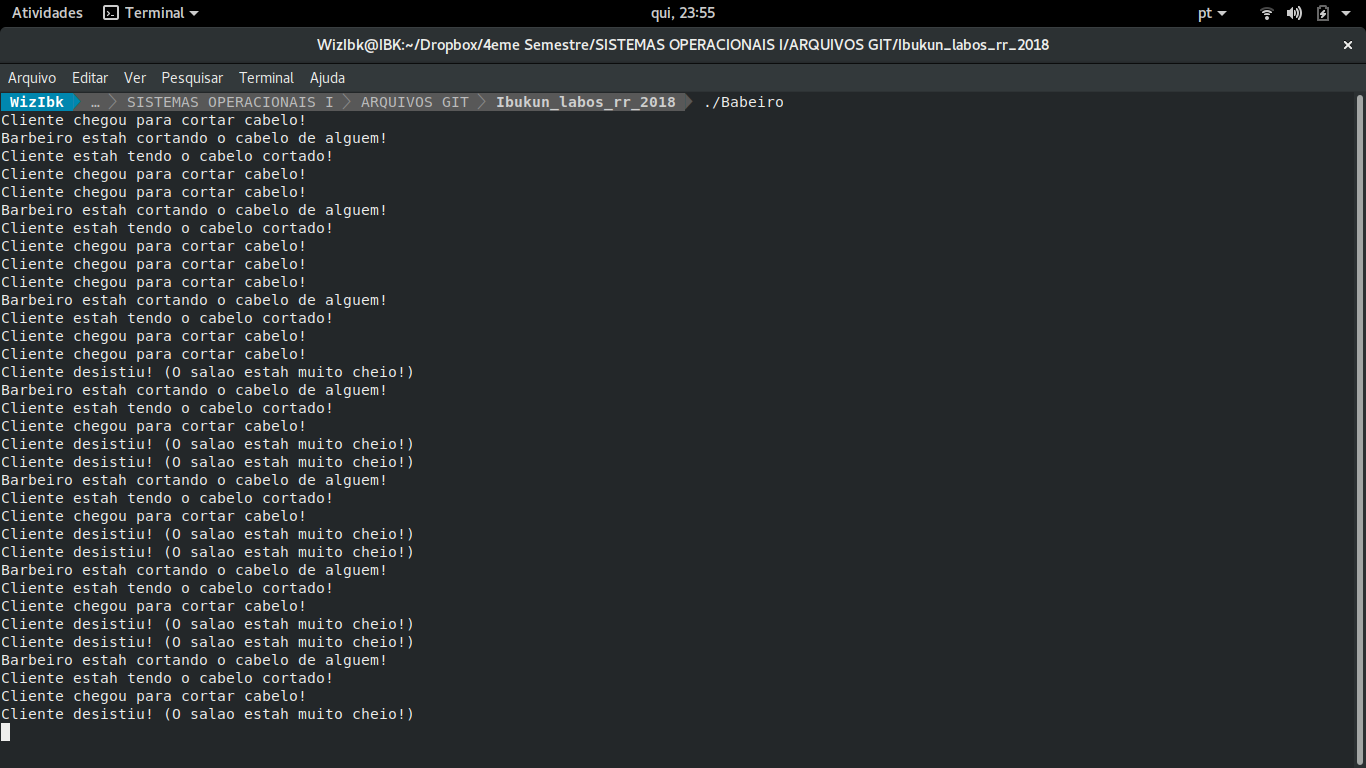 Atividades Terminal qui, 23:55 pt
WizIbk@IBK:~/Dropbox/4eme Semestre/SISTEMAS OPERACIONAIS I/ARQUIVOS GIT/Ibukun_labos_rr_2018
Arquivo Editar Ver Pesquisar Terminal Ajuda
WizIbk … SISTEMAS OPERACIONAIS I ARQUIVOS GIT Ibukun_labos_rr_2018 ./Babeiro
Cliente chegou para cortar cabelo!
Barbeiro estah cortando o cabelo de alguem!
Cliente estah tendo o cabelo cortado!
Cliente chegou para cortar cabelo!
Cliente chegou para cortar cabelo!
Barbeiro estah cortando o cabelo de alguem!
Cliente estah tendo o cabelo cortado!
Cliente chegou para cortar cabelo!
Cliente chegou para cortar cabelo!
Cliente chegou para cortar cabelo!
Barbeiro estah cortando o cabelo de alguem!
Cliente estah tendo o cabelo cortado!
Cliente chegou para cortar cabelo!
Cliente chegou para cortar cabelo!
Cliente desistiu! (O salao estah muito cheio!)
Barbeiro estah cortando o cabelo de alguem!
Cliente estah tendo o cabelo cortado!
Cliente chegou para cortar cabelo!
Cliente desistiu! (O salao estah muito cheio!)
Cliente desistiu! (O salao estah muito cheio!)
Barbeiro estah cortando o cabelo de alguem!
Cliente estah tendo o cabelo cortado!
Cliente chegou para cortar cabelo!
Cliente desistiu! (O salao estah muito cheio!)
Cliente desistiu! (O salao estah muito cheio!)
Barbeiro estah cortando o cabelo de alguem!
Cliente estah tendo o cabelo cortado!
Cliente chegou para cortar cabelo!
Cliente desistiu! (O salao estah muito cheio!)
Cliente desistiu! (O salao estah muito cheio!)
Barbeiro estah cortando o cabelo de alguem!
Cliente estah tendo o cabelo cortado!
Cliente chegou para cortar cabelo!
Cliente desistiu! (O salao estah muito cheio!)